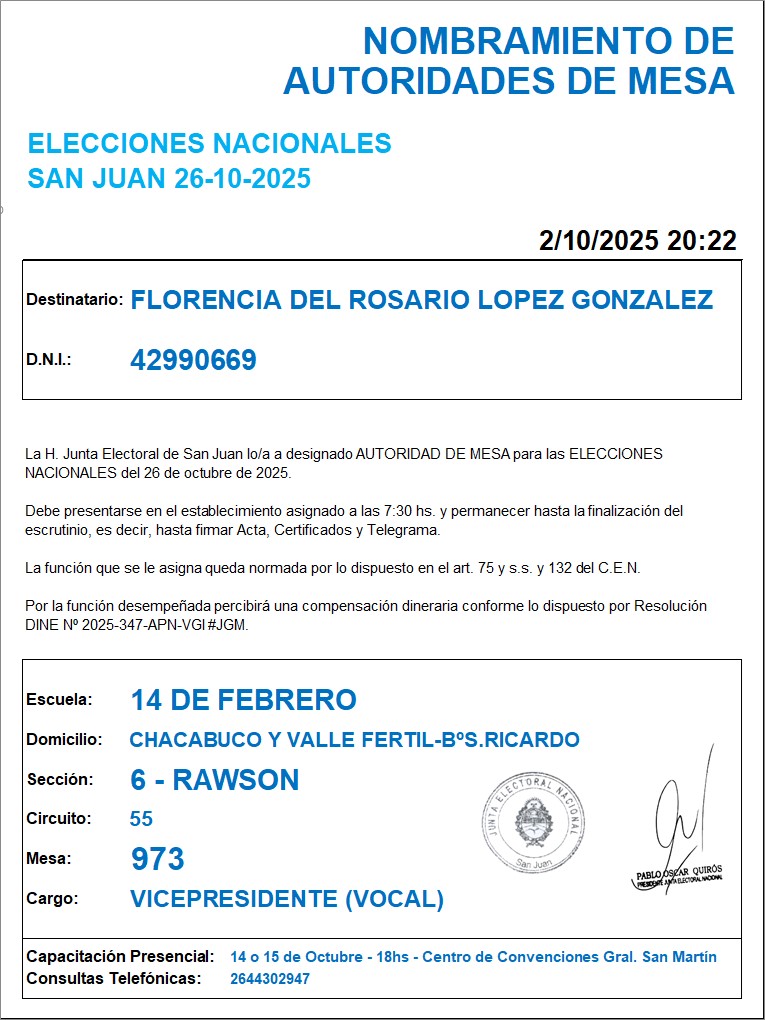 NOMBRAMIENTO DE
AUTORIDADES DE MESA
ELECCIONES NACIONALES
SAN JUAN 26-10-2025
2/10/2025 20:22
Destinatario: FLORENCIA DEL ROSARIO LOPEZ GONZALEZ
D.N.I.: 42990669
La H. Junta Electoral de San Juan lo/a a designado AUTORIDAD DE MESA para las ELECCIONES
NACIONALES del 26 de octubre de 2025.
Debe presentarse en el establecimiento asignado a las 7:30 hs. y permanecer hasta la finalización del
escrutinio, es decir, hasta firmar Acta, Certificados y Telegrama.
La función que se le asigna queda normada por lo dispuesto en el art. 75 y s.s. y 132 del C.E.N.
Por la función desempeñada percibirá una compensación dineraria conforme lo dispuesto por Resolución
DINE Nº 2025-347-APN-VGI#JGM.
Escuela: 14 DE FEBRERO
Domicilio: CHACABUCO Y VALLE FERTIL-BºS.RICARDO
Sección: 6 - RAWSON
Circuito: 55
Mesa: 973
Cargo: VICEPRESIDENTE (VOCAL)
JUNTA ELECTORAL NACIONAL
San Juan
PABLO OSCAR QUIRÓS
PRESIDENTE JUNTA ELECTORAL NACIONAL
Capacitación Presencial: 14 o 15 de Octubre - 18hs - Centro de Convenciones Gral. San Martín
Consultas Telefónicas: 2644302947